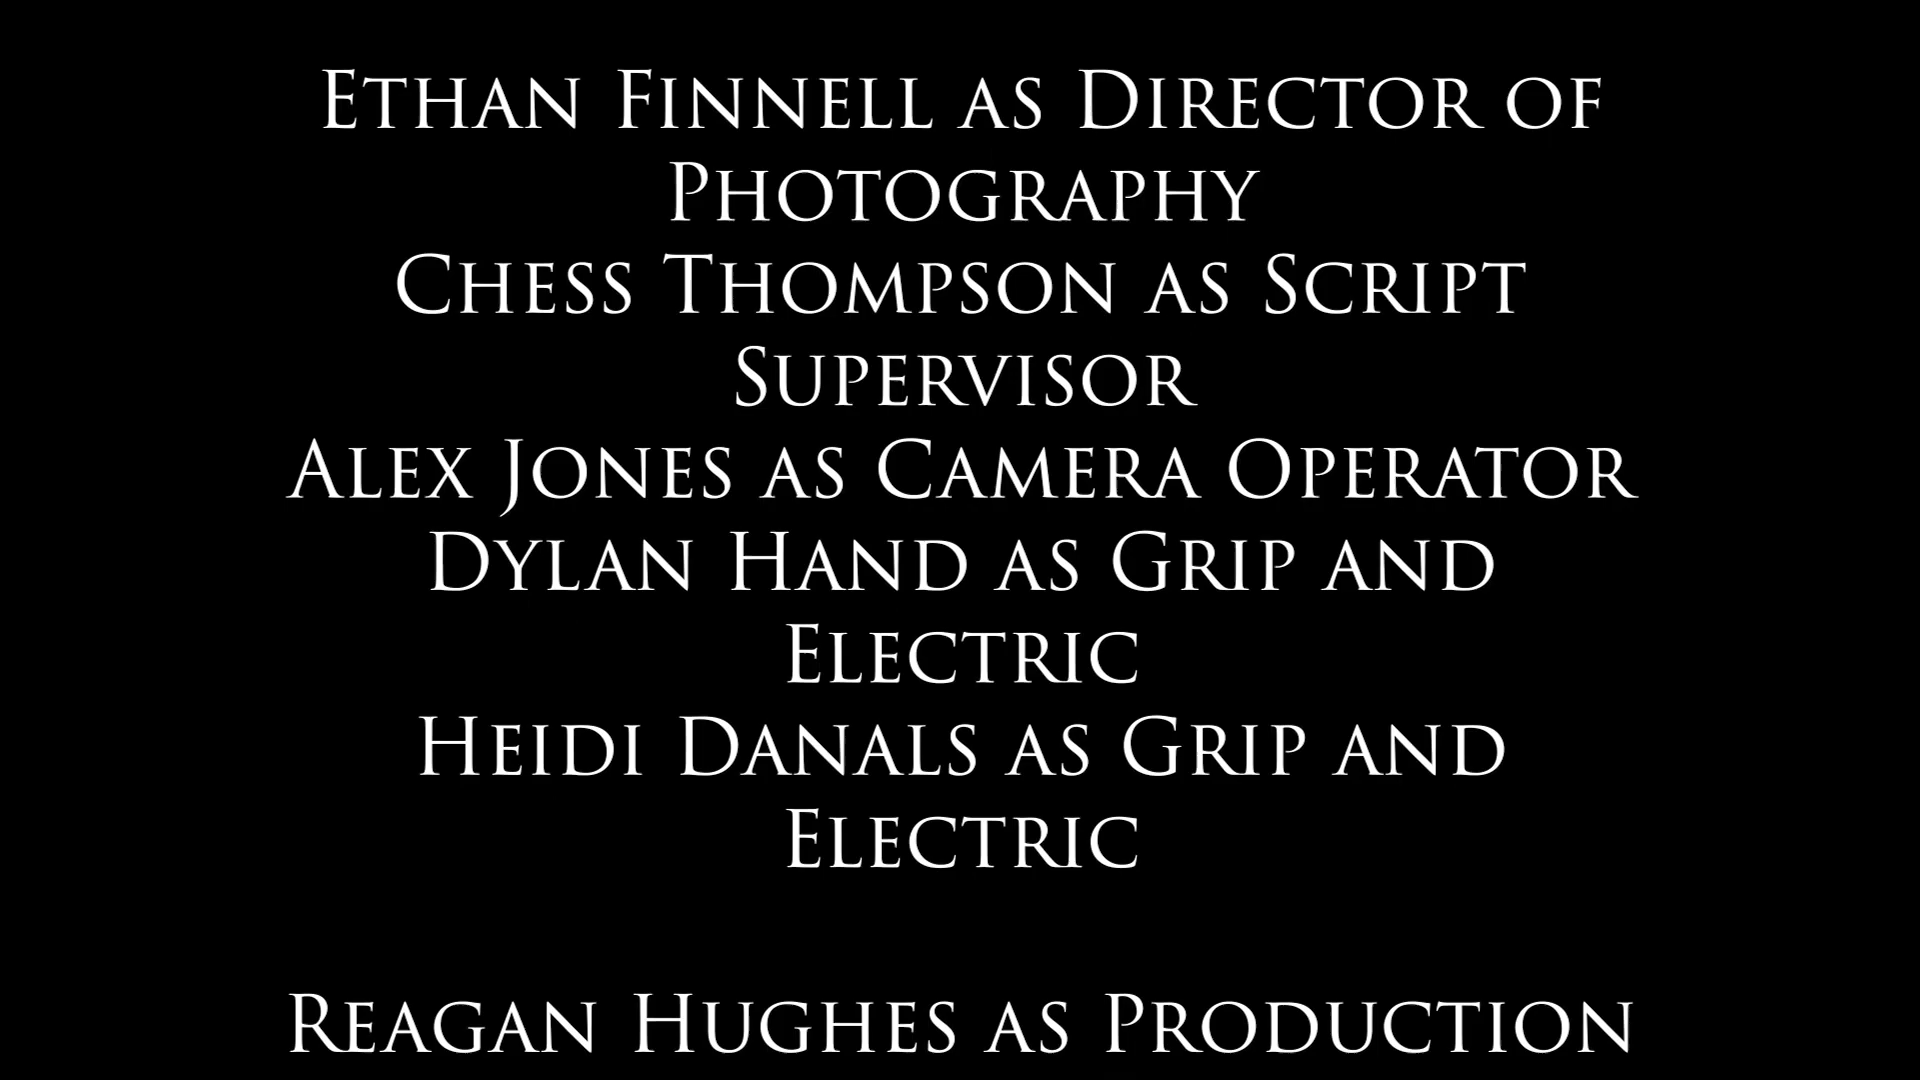 Ethan Finnell as Director of
Photography
Chess Thompson as Script
Supervisor
Alex Jones as Camera Operator
Dylan Hand as Grip and
Electric
Heidi Danals as Grip and
Electric
Reagan Hughes as Production